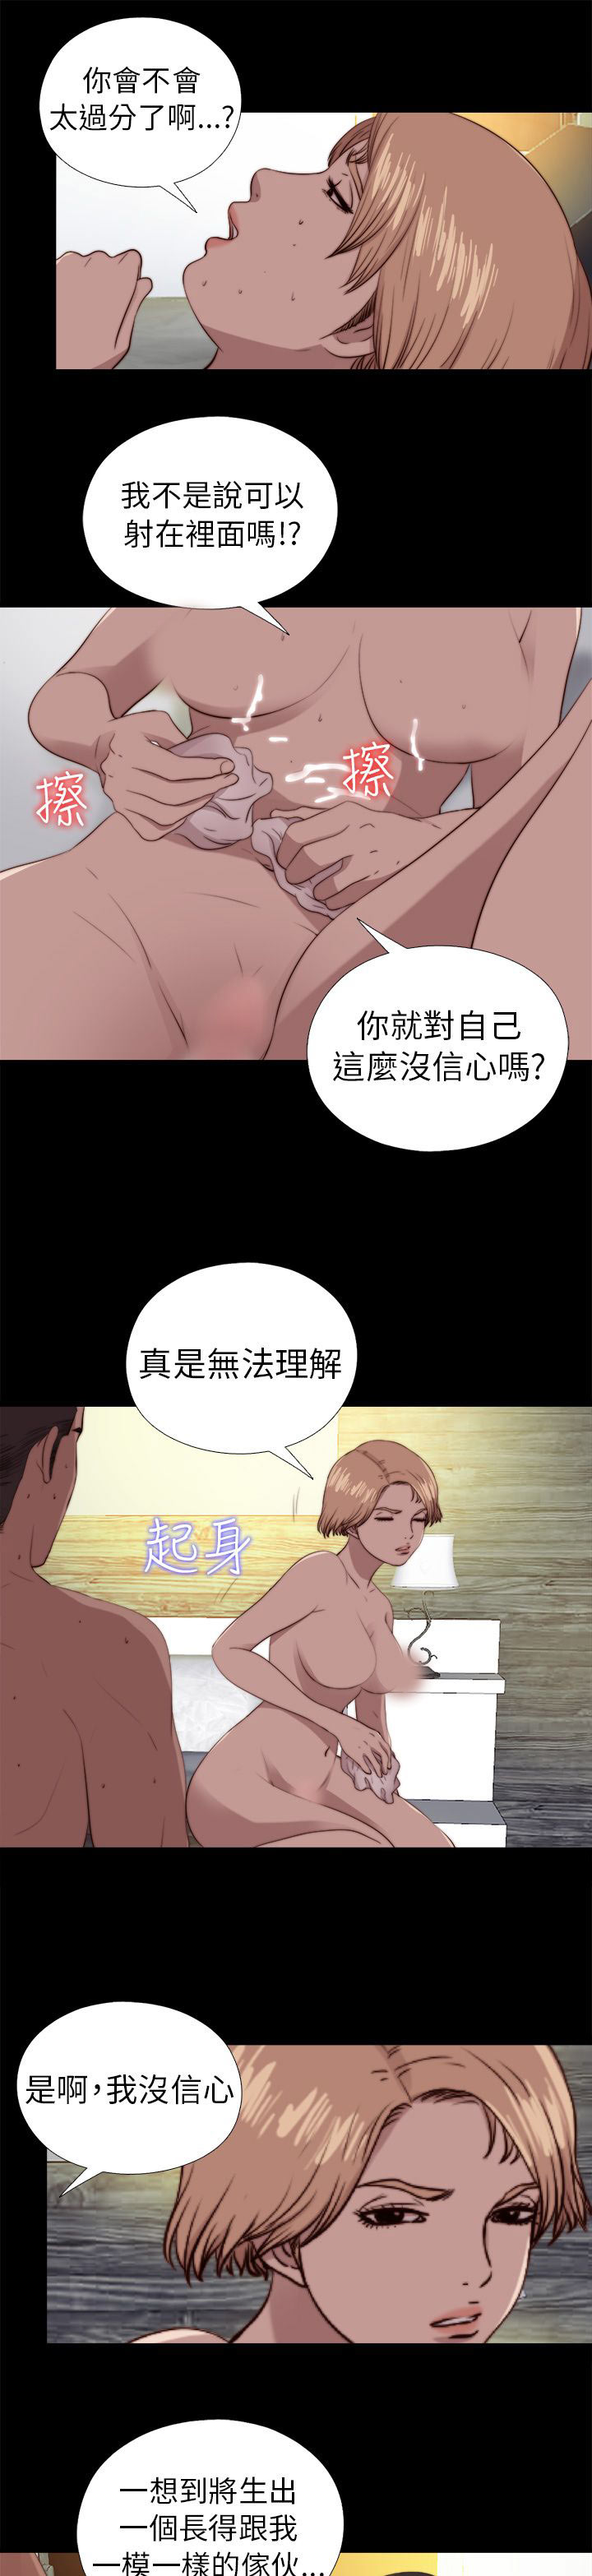 你會不會
太過分了啊...?
我不是說可以
射在裡面嗎!?
擦
擦
你就對自己
這麼沒信心嗎?
真是無法理解
起身
是啊,我沒信心
一想到將生出
一個長得跟我
一模一樣的傢伙...